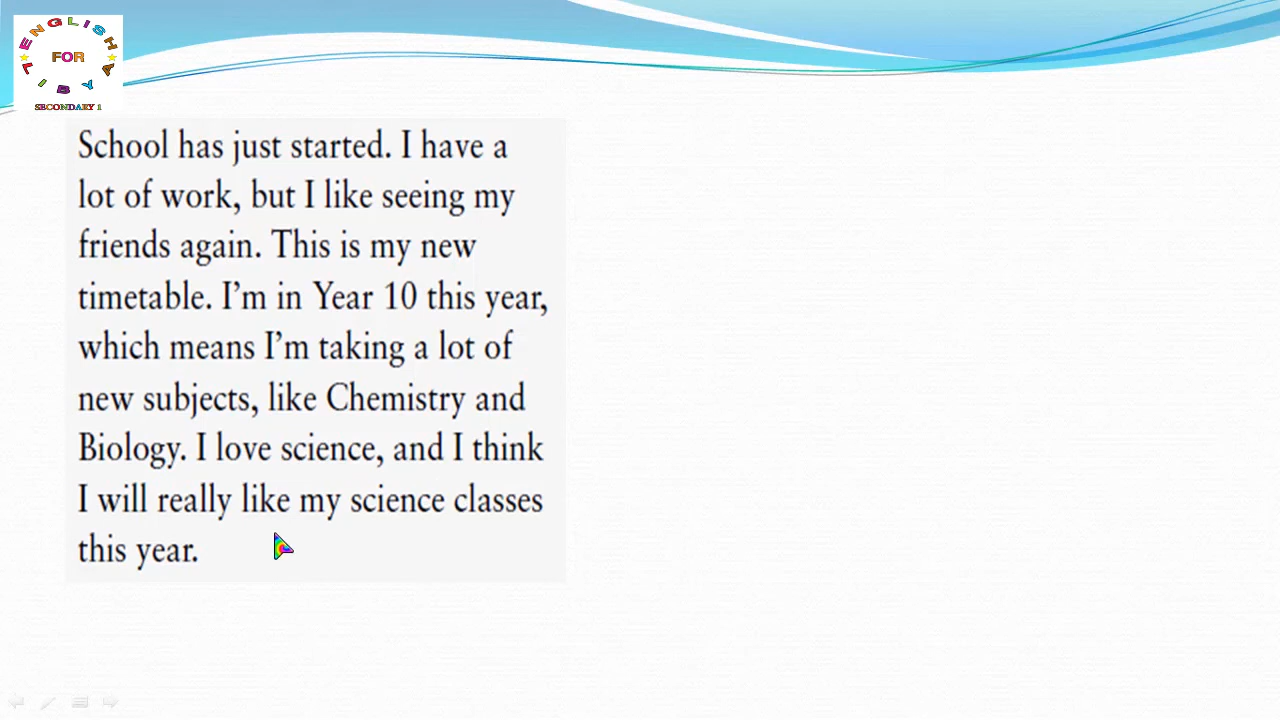 ENGLISH
FOR
LIBYA
SECONDARY 1
School has just started. I have a
lot of work, but I like seeing my
friends again. This is my new
timetable. I’m in Year 10 this year,
which means I’m taking a lot of
new subjects, like Chemistry and
Biology. I love science, and I think
I will really like my science classes
this year.